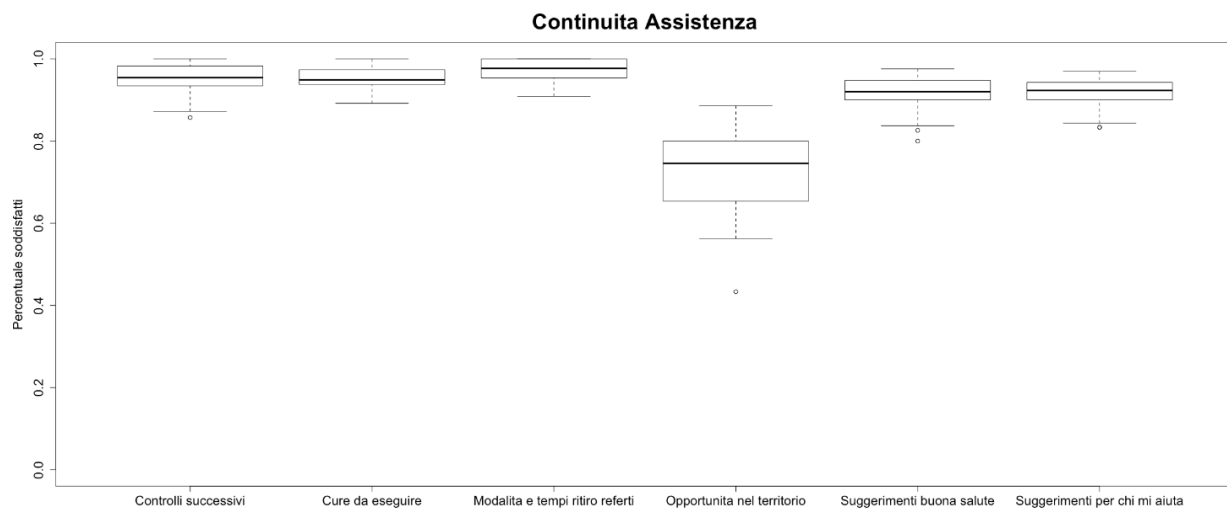 Continuita Assistenza
Percentuale soddisfatti
1.0
0.8
0.6
0.4
0.2
0.0
Controlli successivi
Cure da eseguire
Modalita e tempi ritiro referti
Opportunita nel territorio
Suggerimenti buona salute
Suggerimenti per chi mi aiuta